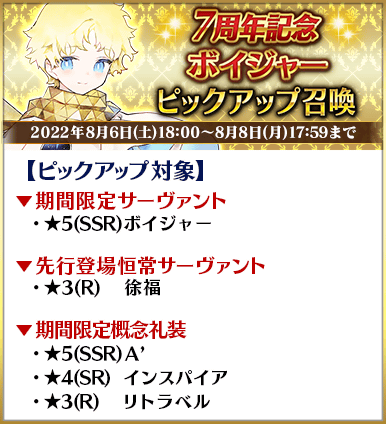 7周年記念
ボイジャー
ピックアップ召喚
2022年8月6日(土)18:00～8月8日(月)17:59まで
【ピックアップ対象】
▼期間限定サーヴァント
・★5(SSR)ボイジャー
▼先行登場恒常サーヴァント
・★3(R) 徐福
▼期間限定概念礼装
・★5(SSR) A’
・★4(SR) インスパイア
・★3(R) リトラベル